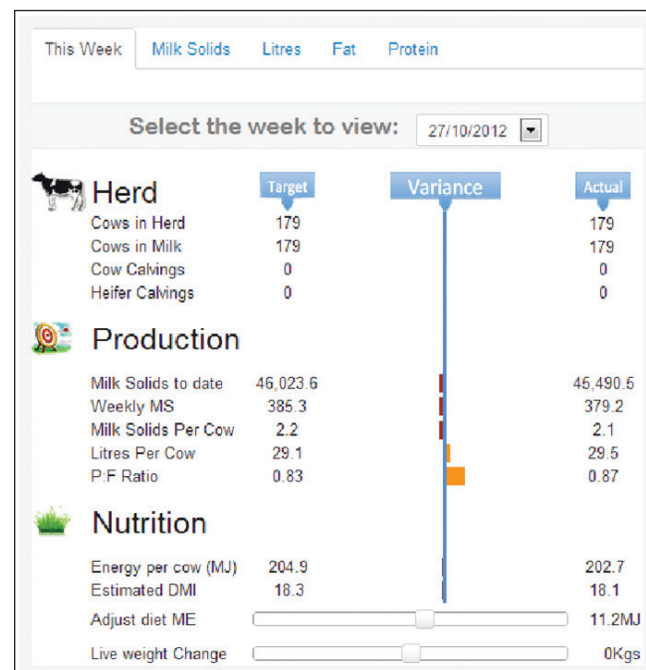 This Week Milk Solids Litres Fat Protein
Select the week to view: 27/10/2012
Herd Target Variance Actual
Cows in Herd 179 179
Cows in Milk 179 179
Cow Calvings 0 0
Heifer Calvings 0 0
Production
Milk Solids to date 46,023.6 45,490.5
Weekly MS 385.3 379.2
Milk Solids Per Cow 2.2 2.1
Litres Per Cow 29.1 29.5
P:F Ratio 0.83 0.87
Nutrition
Energy per cow (MJ) 204.9 202.7
Estimated DMI 18.3 18.1
Adjust diet ME 11.2MJ
Live weight Change 0Kgs